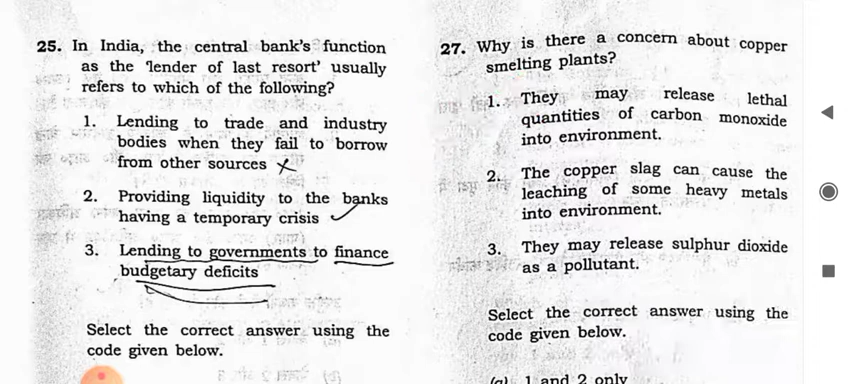 25. In India, the central bank's function
as the 'lender of last resort' usually
refers to which of the following?
1. Lending to trade and industry
bodies when they fail to borrow
from other sources
2. Providing liquidity to the banks
having a temporary crisis
3. Lending to governments to finance
budgetary deficits
Select the correct answer using the
code given below.
27. Why is there a concern about copper
smelting plants?
1. They may release lethal
quantities of carbon monoxide
into environment.
2. The copper slag can cause the
leaching of some heavy metals
into environment.
3. They may release sulphur dioxide
as a pollutant.
Select the correct answer using the
code given below.
(a) 1 and 2 only